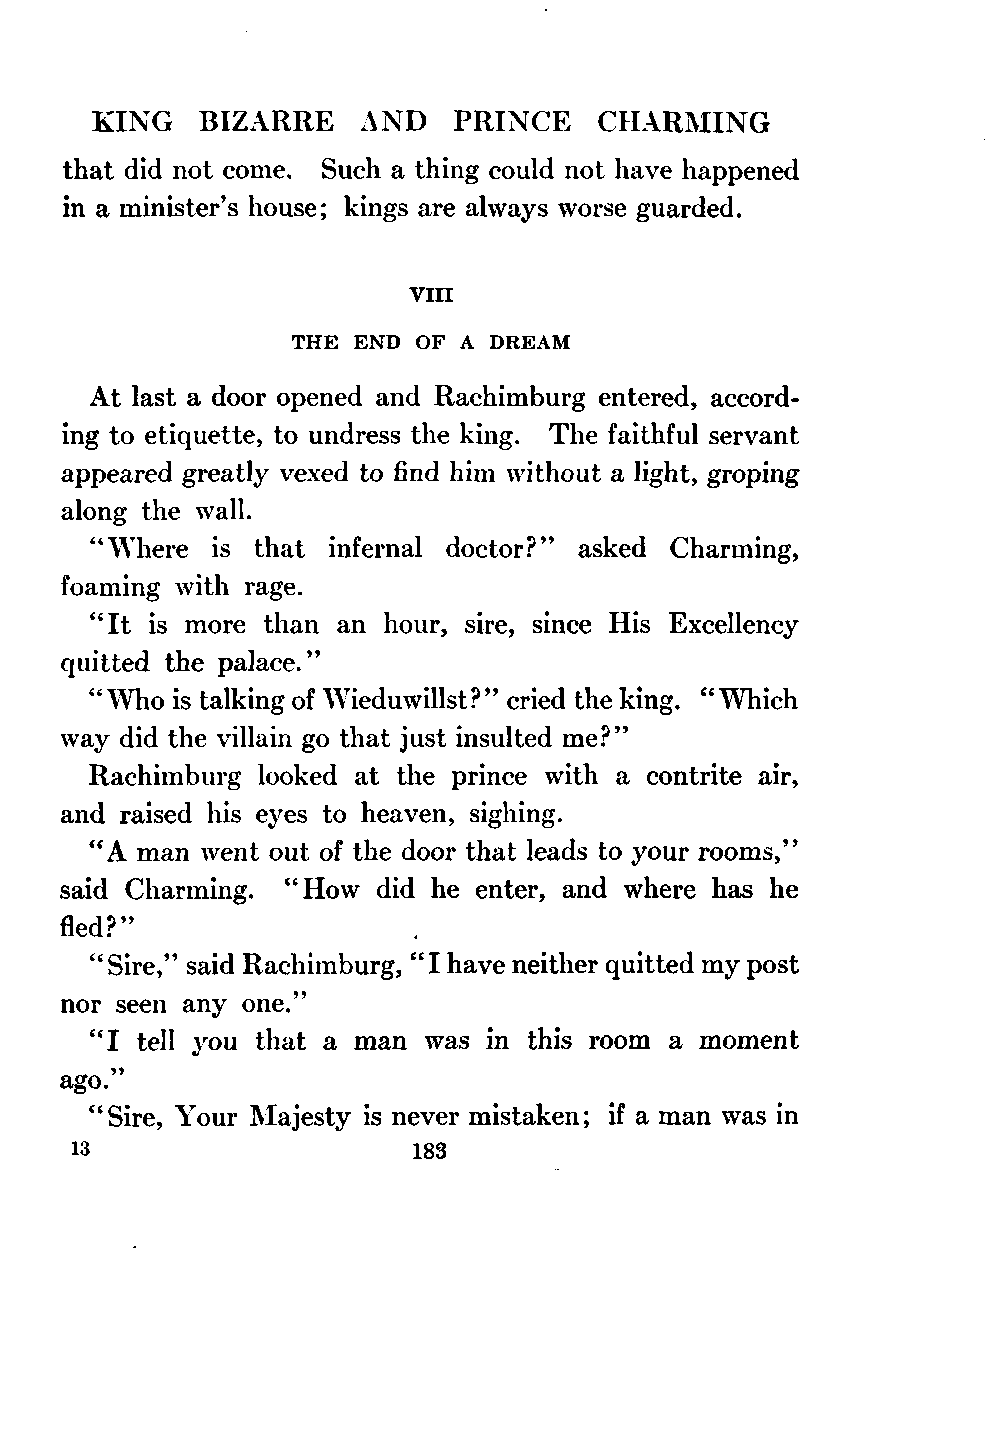 KING BIZARRE AND PRINCE CHARMING
that did not come. Such a thing could not have happened
in a minister's house; kings are always worse guarded.
VIII
THE END OF A DREAM
At last a door opened and Rachimburg entered, accord-
ing to etiquette, to undress the king. The faithful servant
appeared greatly vexed to find him without a light, groping
along the wall.
"Where is that infernal doctor?" asked Charming,
foaming with rage.
"It is more than an hour, sire, since His Excellency
quitted the palace."
"Who is talking of Wieduwillst?" cried the king. "Which
way did the villain go that just insulted me?"
Rachimburg looked at the prince with a contrite air,
and raised his eyes to heaven, sighing.
"A man went out of the door that leads to your rooms,"
said Charming. "How did he enter, and where has he
fled?"
"Sire," said Rachimburg, "I have neither quitted my post
nor seen any one."
"I tell you that a man was in this room a moment
ago."
"Sire, Your Majesty is never mistaken; if a man was in
13 183